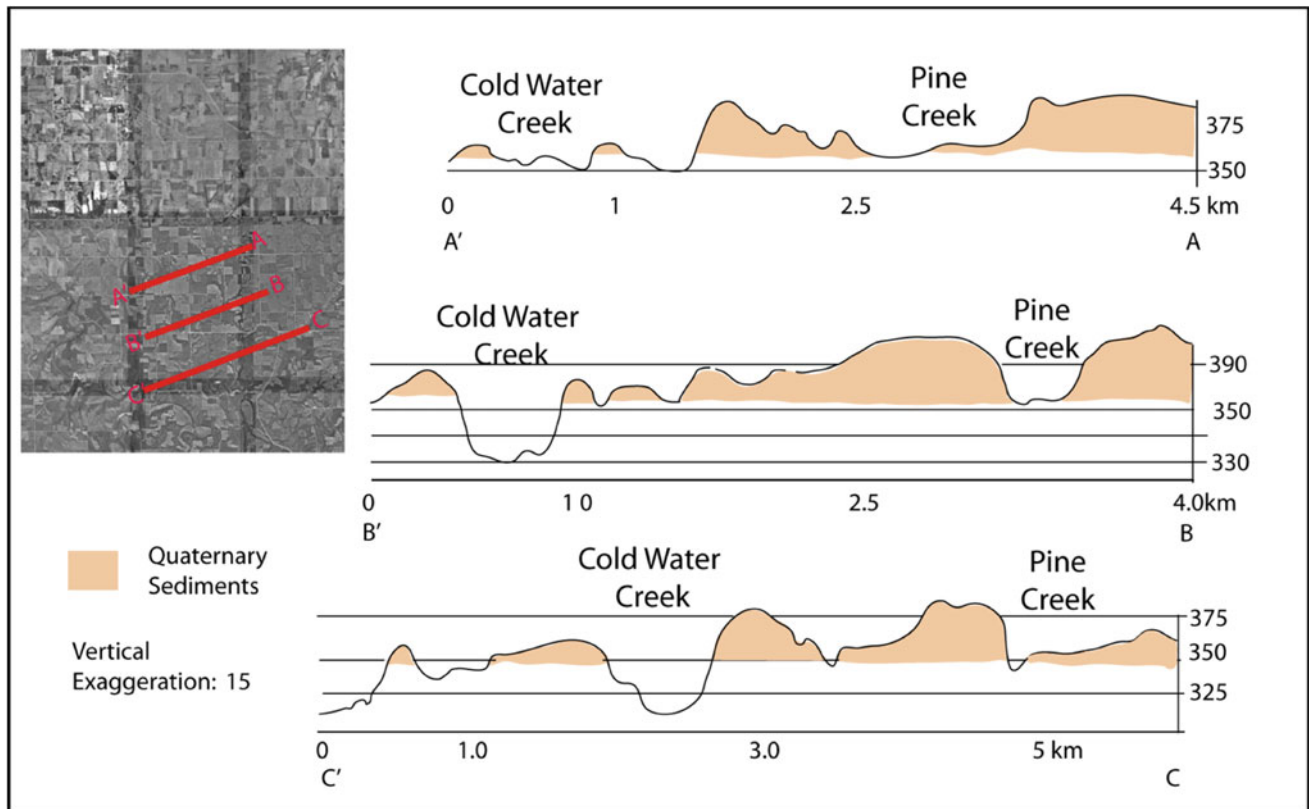 Cold Water
Creek
Pine
Creek
375
350
0 1 2.5 4.5 km
A' A
A
A'
B
B'
C
C'
Cold Water
Creek
Pine
Creek
390
350
330
0 1 0 2.5 4.0km
B' B
Quaternary
Sediments
Vertical
Exaggeration: 15
Cold Water
Creek
Pine
Creek
375
350
325
0 1.0 3.0 5 km
C' C